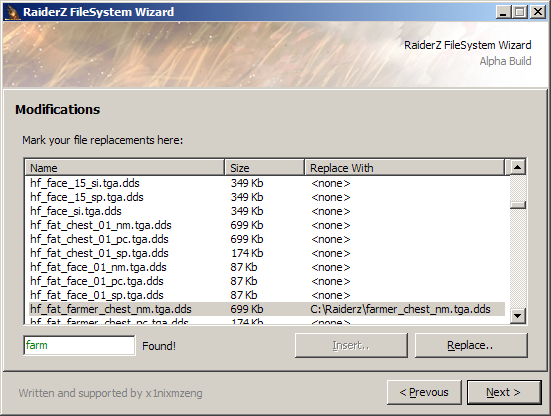 RaiderZ FileSystem Wizard
RaiderZ FileSystem Wizard
Alpha Build
Modifications
Mark your file replacements here:
Name Size Replace With
hf_face_15_si.tga.dds 349 Kb <none>
hf_face_15_sp.tga.dds 349 Kb <none>
hf_face_si.tga.dds 349 Kb <none>
hf_fat_chest_01_nm.tga.dds 699 Kb <none>
hf_fat_chest_01_pc.tga.dds 699 Kb <none>
hf_fat_chest_01_sp.tga.dds 174 Kb <none>
hf_fat_face_01_nm.tga.dds 87 Kb <none>
hf_fat_face_01_pc.tga.dds 87 Kb <none>
hf_fat_face_01_sp.tga.dds 87 Kb <none>
hf_fat_farmer_chest_nm.tga.dds 699 Kb C:\Raiderz\farmer_chest_nm.tga.dds
hf_fat_farmer_chest_pc.tga.dds 174 Kb <none>
farm Found! Insert.. Replace..
Written and supported by x1nixmzeng < Prevous Next >